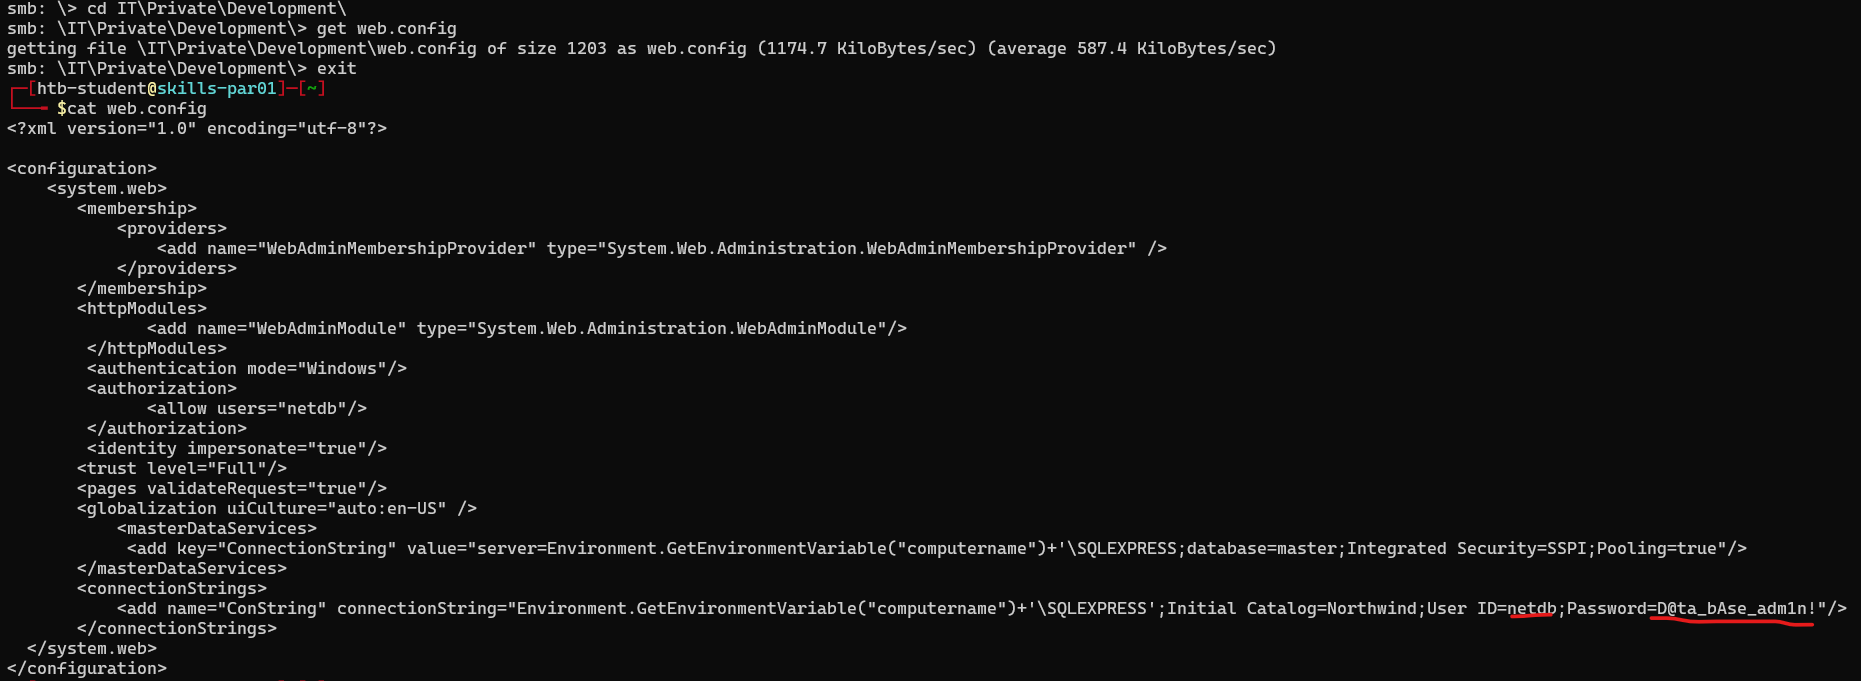 smb: \> cd IT\Private\Development\
smb: \IT\Private\Development\> get web.config
getting file \IT\Private\Development\web.config of size 1203 as web.config (1174.7 KiloBytes/sec) (average 587.4 KiloBytes/sec)
smb: \IT\Private\Development\> exit
┌─[htb-student@skills-par01]─[~]
└──╼ $cat web.config
<?xml version="1.0" encoding="utf-8"?>
<configuration>
<system.web>
<membership>
<providers>
<add name="WebAdminMembershipProvider" type="System.Web.Administration.WebAdminMembershipProvider" />
</providers>
</membership>
<httpModules>
<add name="WebAdminModule" type="System.Web.Administration.WebAdminModule"/>
</httpModules>
<authentication mode="Windows"/>
<authorization>
<allow users="netdb"/>
</authorization>
<identity impersonate="true"/>
<trust level="Full"/>
<pages validateRequest="true"/>
<globalization uiCulture="auto:en-US" />
<masterDataServices>
<add key="ConnectionString" value="server=Environment.GetEnvironmentVariable("computername")+'\SQLEXPRESS;database=master;Integrated Security=SSPI;Pooling=true"/>
</masterDataServices>
<connectionStrings>
<add name="ConString" connectionString="Environment.GetEnvironmentVariable("computername")+'\SQLEXPRESS';Initial Catalog=Northwind;User ID=netdb;Password=D@ta_bAse_adm1n!"/>
</connectionStrings>
</system.web>
</configuration>